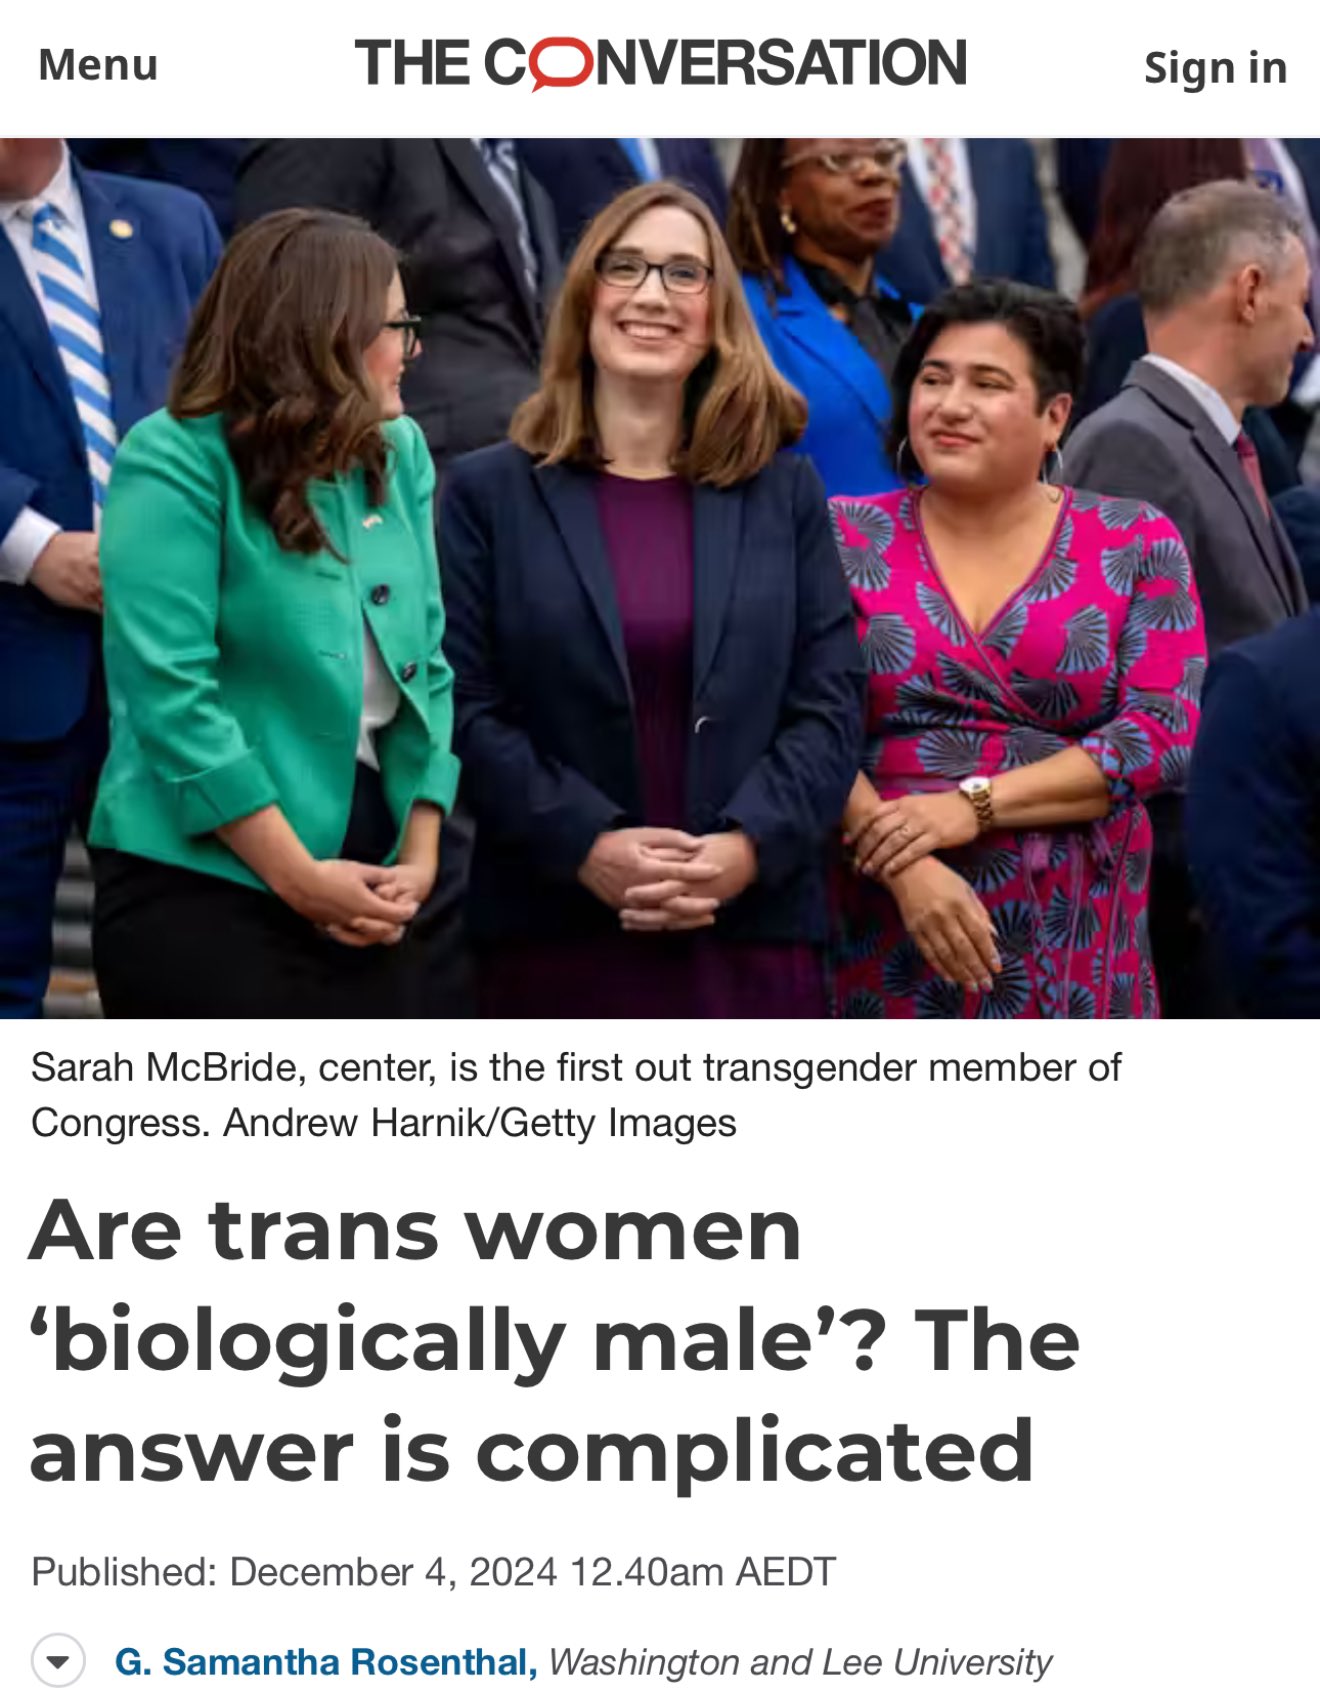 Menu
THE CONVERSATION
Sign in
Sarah McBride, center, is the first out transgender member of
Congress. Andrew Harnik/Getty Images
Are trans women
‘biologically male’? The
answer is complicated
Published: December 4, 2024 12.40am AEDT
G. Samantha Rosenthal, Washington and Lee University